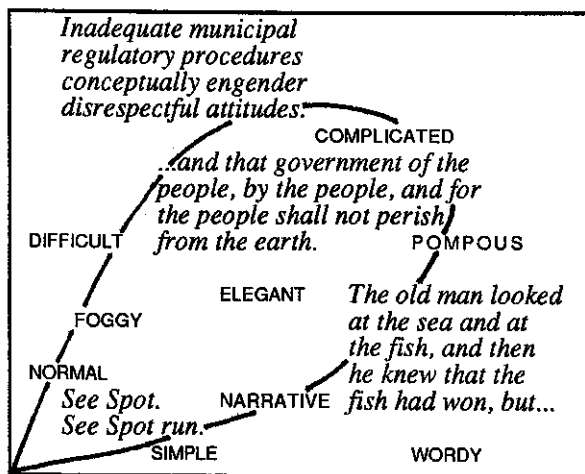 Inadequate municipal
regulatory procedures
conceptually engender
disrespectful attitudes.
COMPLICATED
...and that government of the
people, by the people, and for
the people shall not perish
from the earth.
DIFFICULT
POMPOUS
ELEGANT
The old man looked
at the sea and at
the fish, and then
he knew that the
fish had won, but...
FOGGY
NORMAL
See Spot.
See Spot run.
NARRATIVE
SIMPLE
WORDY